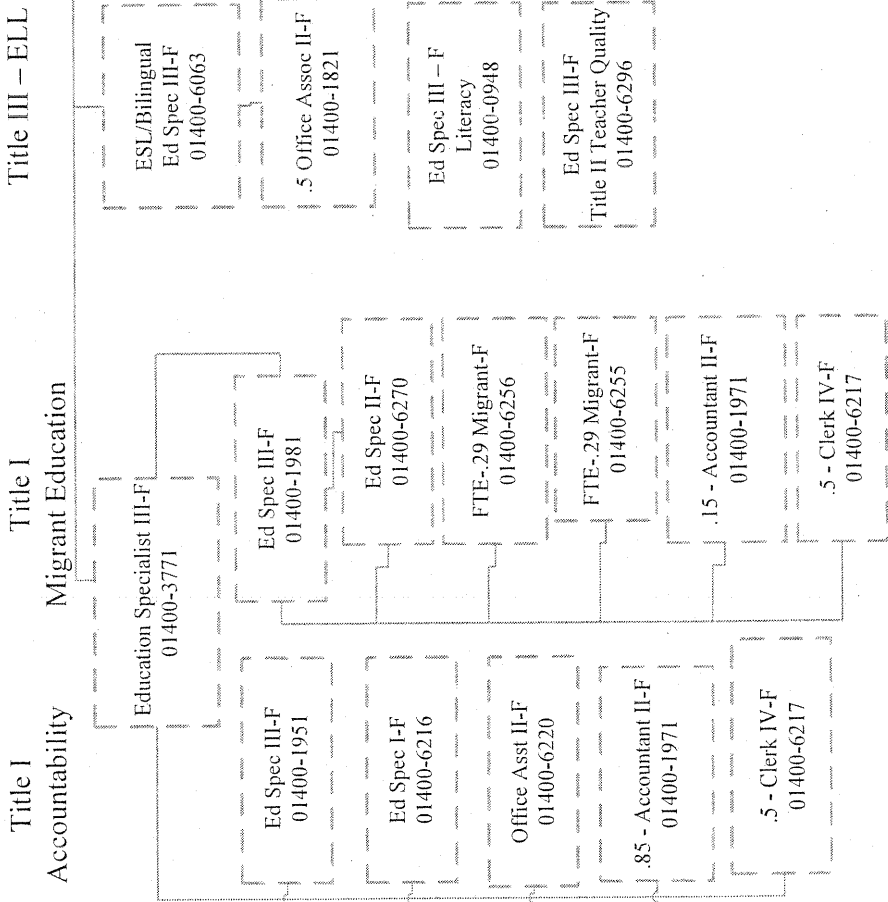 Title I
Accountability
Title I
Migrant Education
Title III – ELL
Education Specialist III-F
01400-3771
Ed Spec III-F
01400-1951
Ed Spec I-F
01400-6216
Office Asst II-F
01400-6220
.85 - Accountant II-F
01400-1971
.5 - Clerk IV-F
01400-6217
Ed Spec III-F
01400-1981
Ed Spec II-F
01400-6270
FTE-.29 Migrant-F
01400-6256
FTE-.29 Migrant-F
01400-6255
.15 - Accountant II-F
01400-1971
.5 - Clerk IV-F
01400-6217
ESL/Bilingual
Ed Spec III-F
01400-6063
.5 Office Assoc II-F
01400-1821
Ed Spec III – F
Literacy
01400-0948
Ed Spec III-F
Title II Teacher Quality
01400-6296